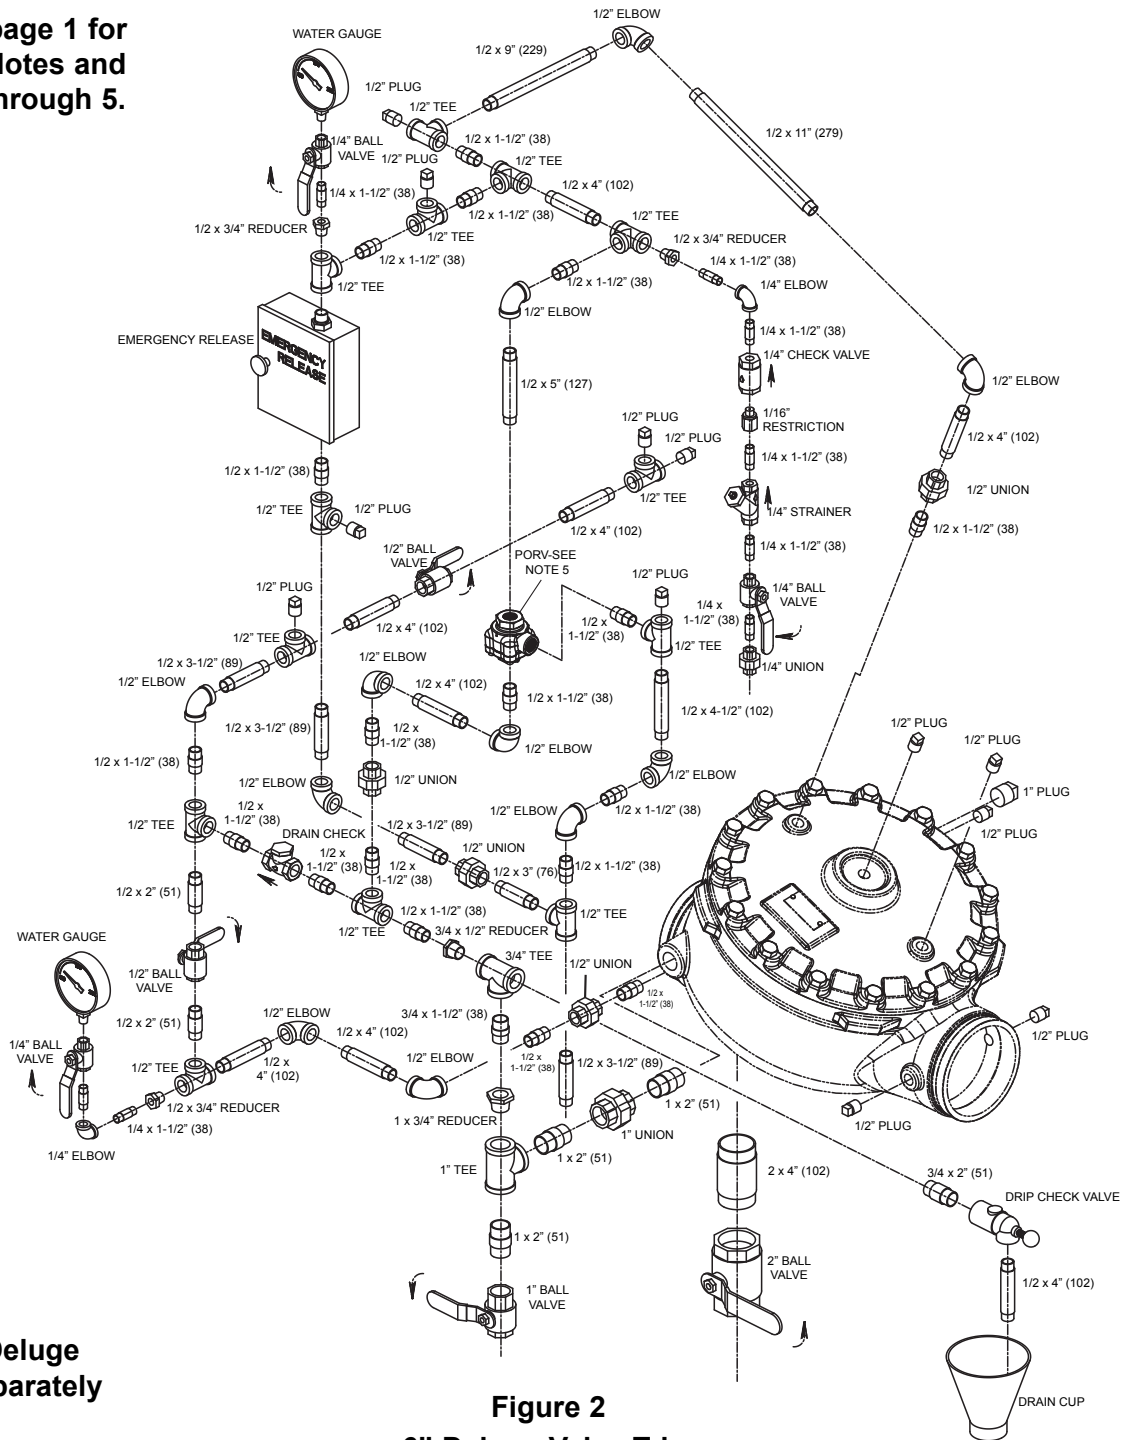 page 1 for
Notes and
hrough 5.
WATER GAUGE
1/2” ELBOW
1/2 x 9” (229)
1/2” PLUG
1/2” TEE
1/2 x 11” (279)
1/4” BALL
VALVE
1/2 x 1-1/2” (38)
1/2” PLUG
1/2” TEE
1/4 x 1-1/2” (38)
1/2 x 4” (102)
1/2 x 1-1/2” (38)
1/2” TEE
1/2 x 3/4” REDUCER
1/2” TEE
1/2 x 3/4” REDUCER
1/2 x 1-1/2” (38)
1/4 x 1-1/2” (38)
1/2 x 1-1/2” (38)
1/2” TEE
1/4” ELBOW
1/2” ELBOW
1/4 x 1-1/2” (38)
EMERGENCY RELEASE
EMERGENCY
RELEASE
1/4” CHECK VALVE
1/2 x 5” (127)
1/2” ELBOW
1/16”
RESTRICTION
1/2” PLUG
1/2” PLUG
1/2 x 4” (102)
1/4 x 1-1/2” (38)
1/2 x 1-1/2” (38)
1/2” TEE
1/2” UNION
1/2” TEE
1/2” PLUG
1/4” STRAINER
1/2 x 4” (102)
1/2 x 1-1/2” (38)
1/2” BALL
VALVE
PORV-SEE
NOTE 5
1/4 x 1-1/2” (38)
1/2” PLUG
1/2” PLUG
1/4” BALL
VALVE
1/4 x
1-1/2” (38)
1/2 x 4” (102)
1/2 x
1-1/2” (38)
1/2” TEE
1/2” TEE
1/2 x 3-1/2” (89)
1/2” ELBOW
1/4” UNION
1/2” ELBOW
1/2 x 4” (102)
1/2 x 1-1/2” (38)
1/2 x 4-1/2” (102)
1/2 x 3-1/2” (89)
1/2 x
1-1/2” (38)
1/2” PLUG
1/2” PLUG
1/2” ELBOW
1/2 x 1-1/2” (38)
1/2” ELBOW
1/2” UNION
1/2” ELBOW
1” PLUG
1/2 x
1-1/2” (38)
1/2” ELBOW
1/2 x 1-1/2” (38)
1/2” TEE
DRAIN CHECK
1/2 x 3-1/2” (89)
1/2” PLUG
1/2” UNION
1/2 x
1-1/2” (38)
1/2 x
1-1/2” (38)
1/2 x 3” (76)
1/2 x 1-1/2” (38)
1/2 x 2” (51)
1/2 x 1-1/2” (38)
1/2” TEE
1/2” TEE
3/4 x 1/2” REDUCER
WATER GAUGE
3/4” TEE
1/2” UNION
1/2” BALL
VALVE
1/2 x
1-1/2” (38)
3/4 x 1-1/2” (38)
1/2” ELBOW
1/2 x 2” (51)
1/2 x 4” (102)
1/2” PLUG
1/4” BALL
VALVE
1/2” TEE
1/2 x
4” (102)
1/2” ELBOW
1/2 x
1-1/2” (38)
1/2 x 3-1/2” (89)
1/2 x 3/4” REDUCER
1 x 2” (51)
1/4 x 1-1/2” (38)
1 x 3/4” REDUCER
1/2” PLUG
1” UNION
1/4” ELBOW
1 x 2” (51)
1” TEE
2 x 4” (102)
3/4 x 2” (51)
DRIP CHECK VALVE
1 x 2” (51)
2” BALL
VALVE
1/2 x 4” (102)
1” BALL
VALVE
Deluge
parately
DRAIN CUP
Figure 2